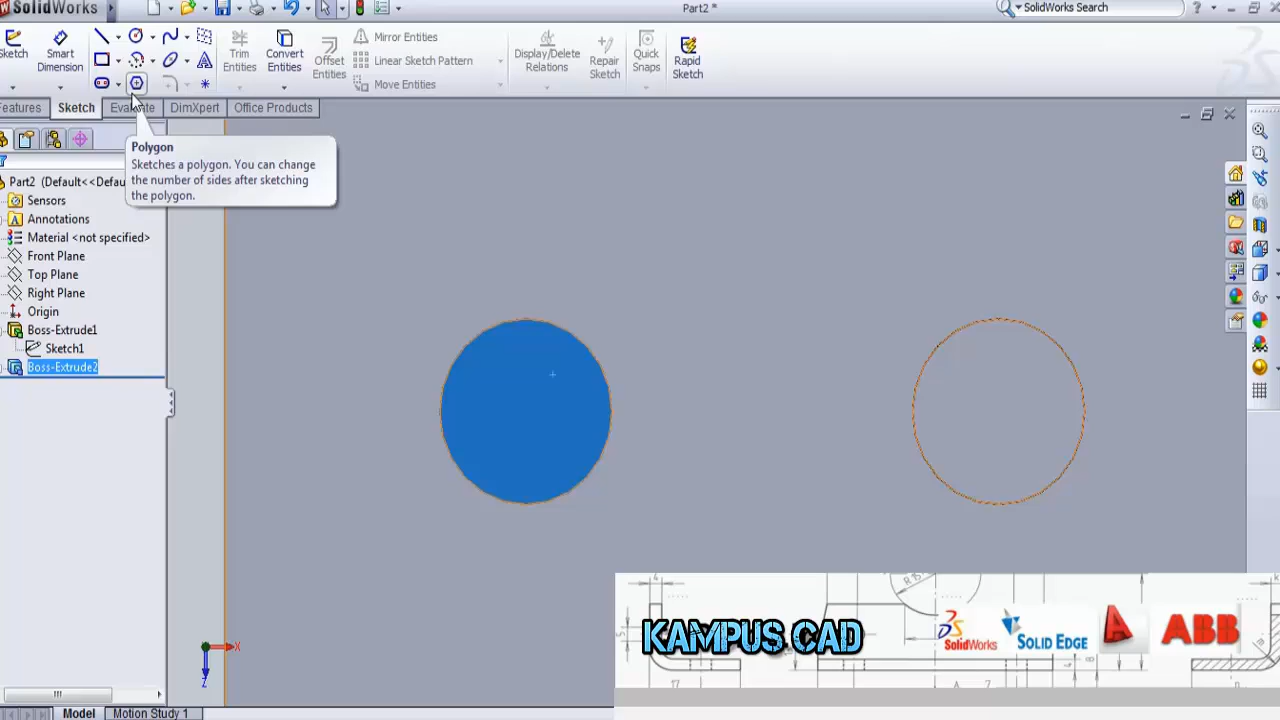 SolidWorks
Part2 *
SolidWorks Search
Sketch
Smart
Dimension
Trim
Entities
Convert
Entities
Offset
Entities
Mirror Entities
Linear Sketch Pattern
Move Entities
Display/Delete
Relations
Repair
Sketch
Quick
Snaps
Rapid
Sketch
Features
Sketch
Evaluate
DimXpert
Office Products
Polygon
Sketches a polygon. You can change
the number of sides after sketching
the polygon.
Part2 (Default<<Defau
Sensors
Annotations
Material <not specified>
Front Plane
Top Plane
Right Plane
Origin
Boss-Extrude1
Sketch1
Boss-Extrude2
X
Z
KAMPUS CAD
SolidWorks
SOLID EDGE
ABB
17
Model
Motion Study 1